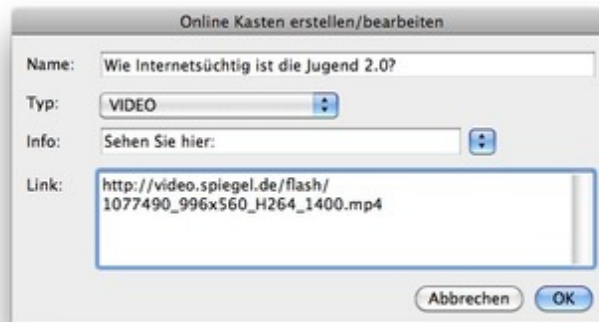 Online Kasten erstellen/bearbeiten
Name: Wie Internetsüchtig ist die Jugend 2.0?
Typ: VIDEO
Info: Sehen Sie hier:
Link: http://video.spiegel.de/flash/
1077490_996x560_H264_1400.mp4
Abbrechen OK